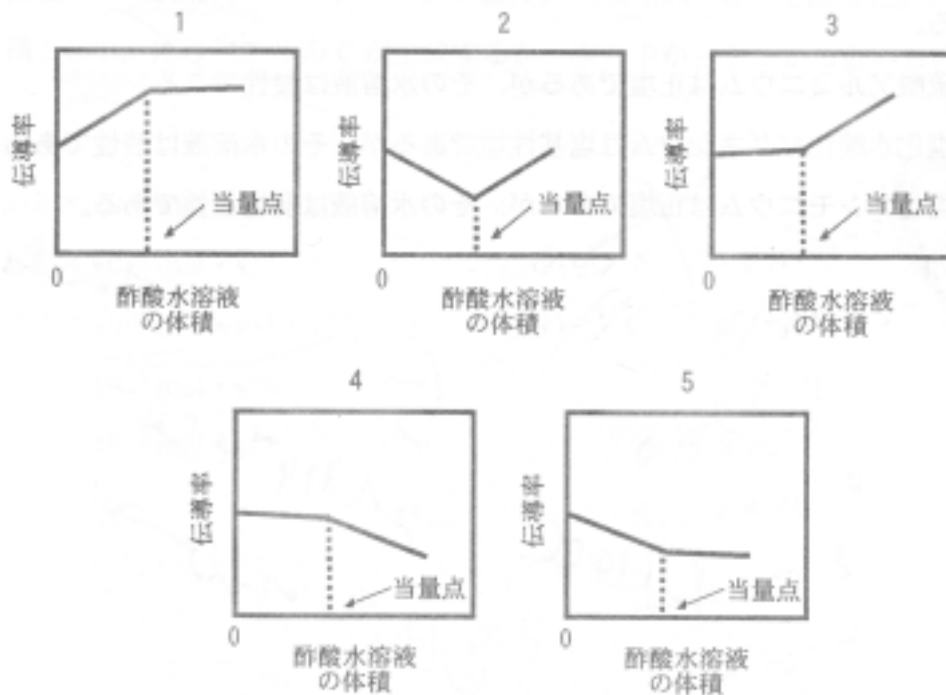 1
伝導率
当量点
0
酢酸水溶液
の体積
2
伝導率
当量点
0
酢酸水溶液
の体積
3
伝導率
当量点
0
酢酸水溶液
の体積
4
伝導率
当量点
0
酢酸水溶液
の体積
5
伝導率
当量点
0
酢酸水溶液
の体積